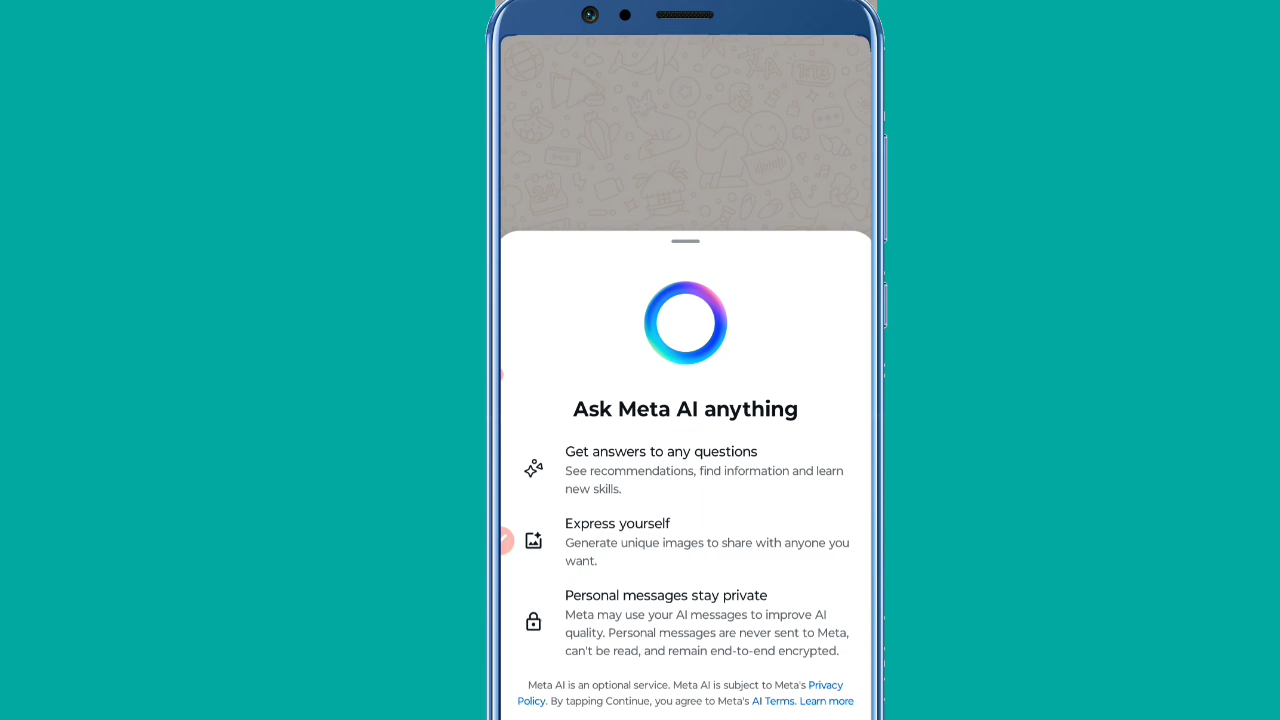 Ask Meta AI anything
Get answers to any questions
See recommendations, find information and learn
new skills.
Express yourself
Generate unique images to share with anyone you
want.
Personal messages stay private
Meta may use your AI messages to improve AI
quality. Personal messages are never sent to Meta,
can't be read, and remain end-to-end encrypted.
Meta AI is an optional service. Meta AI is subject to Meta's Privacy
Policy. By tapping Continue, you agree to Meta's AI Terms. Learn more